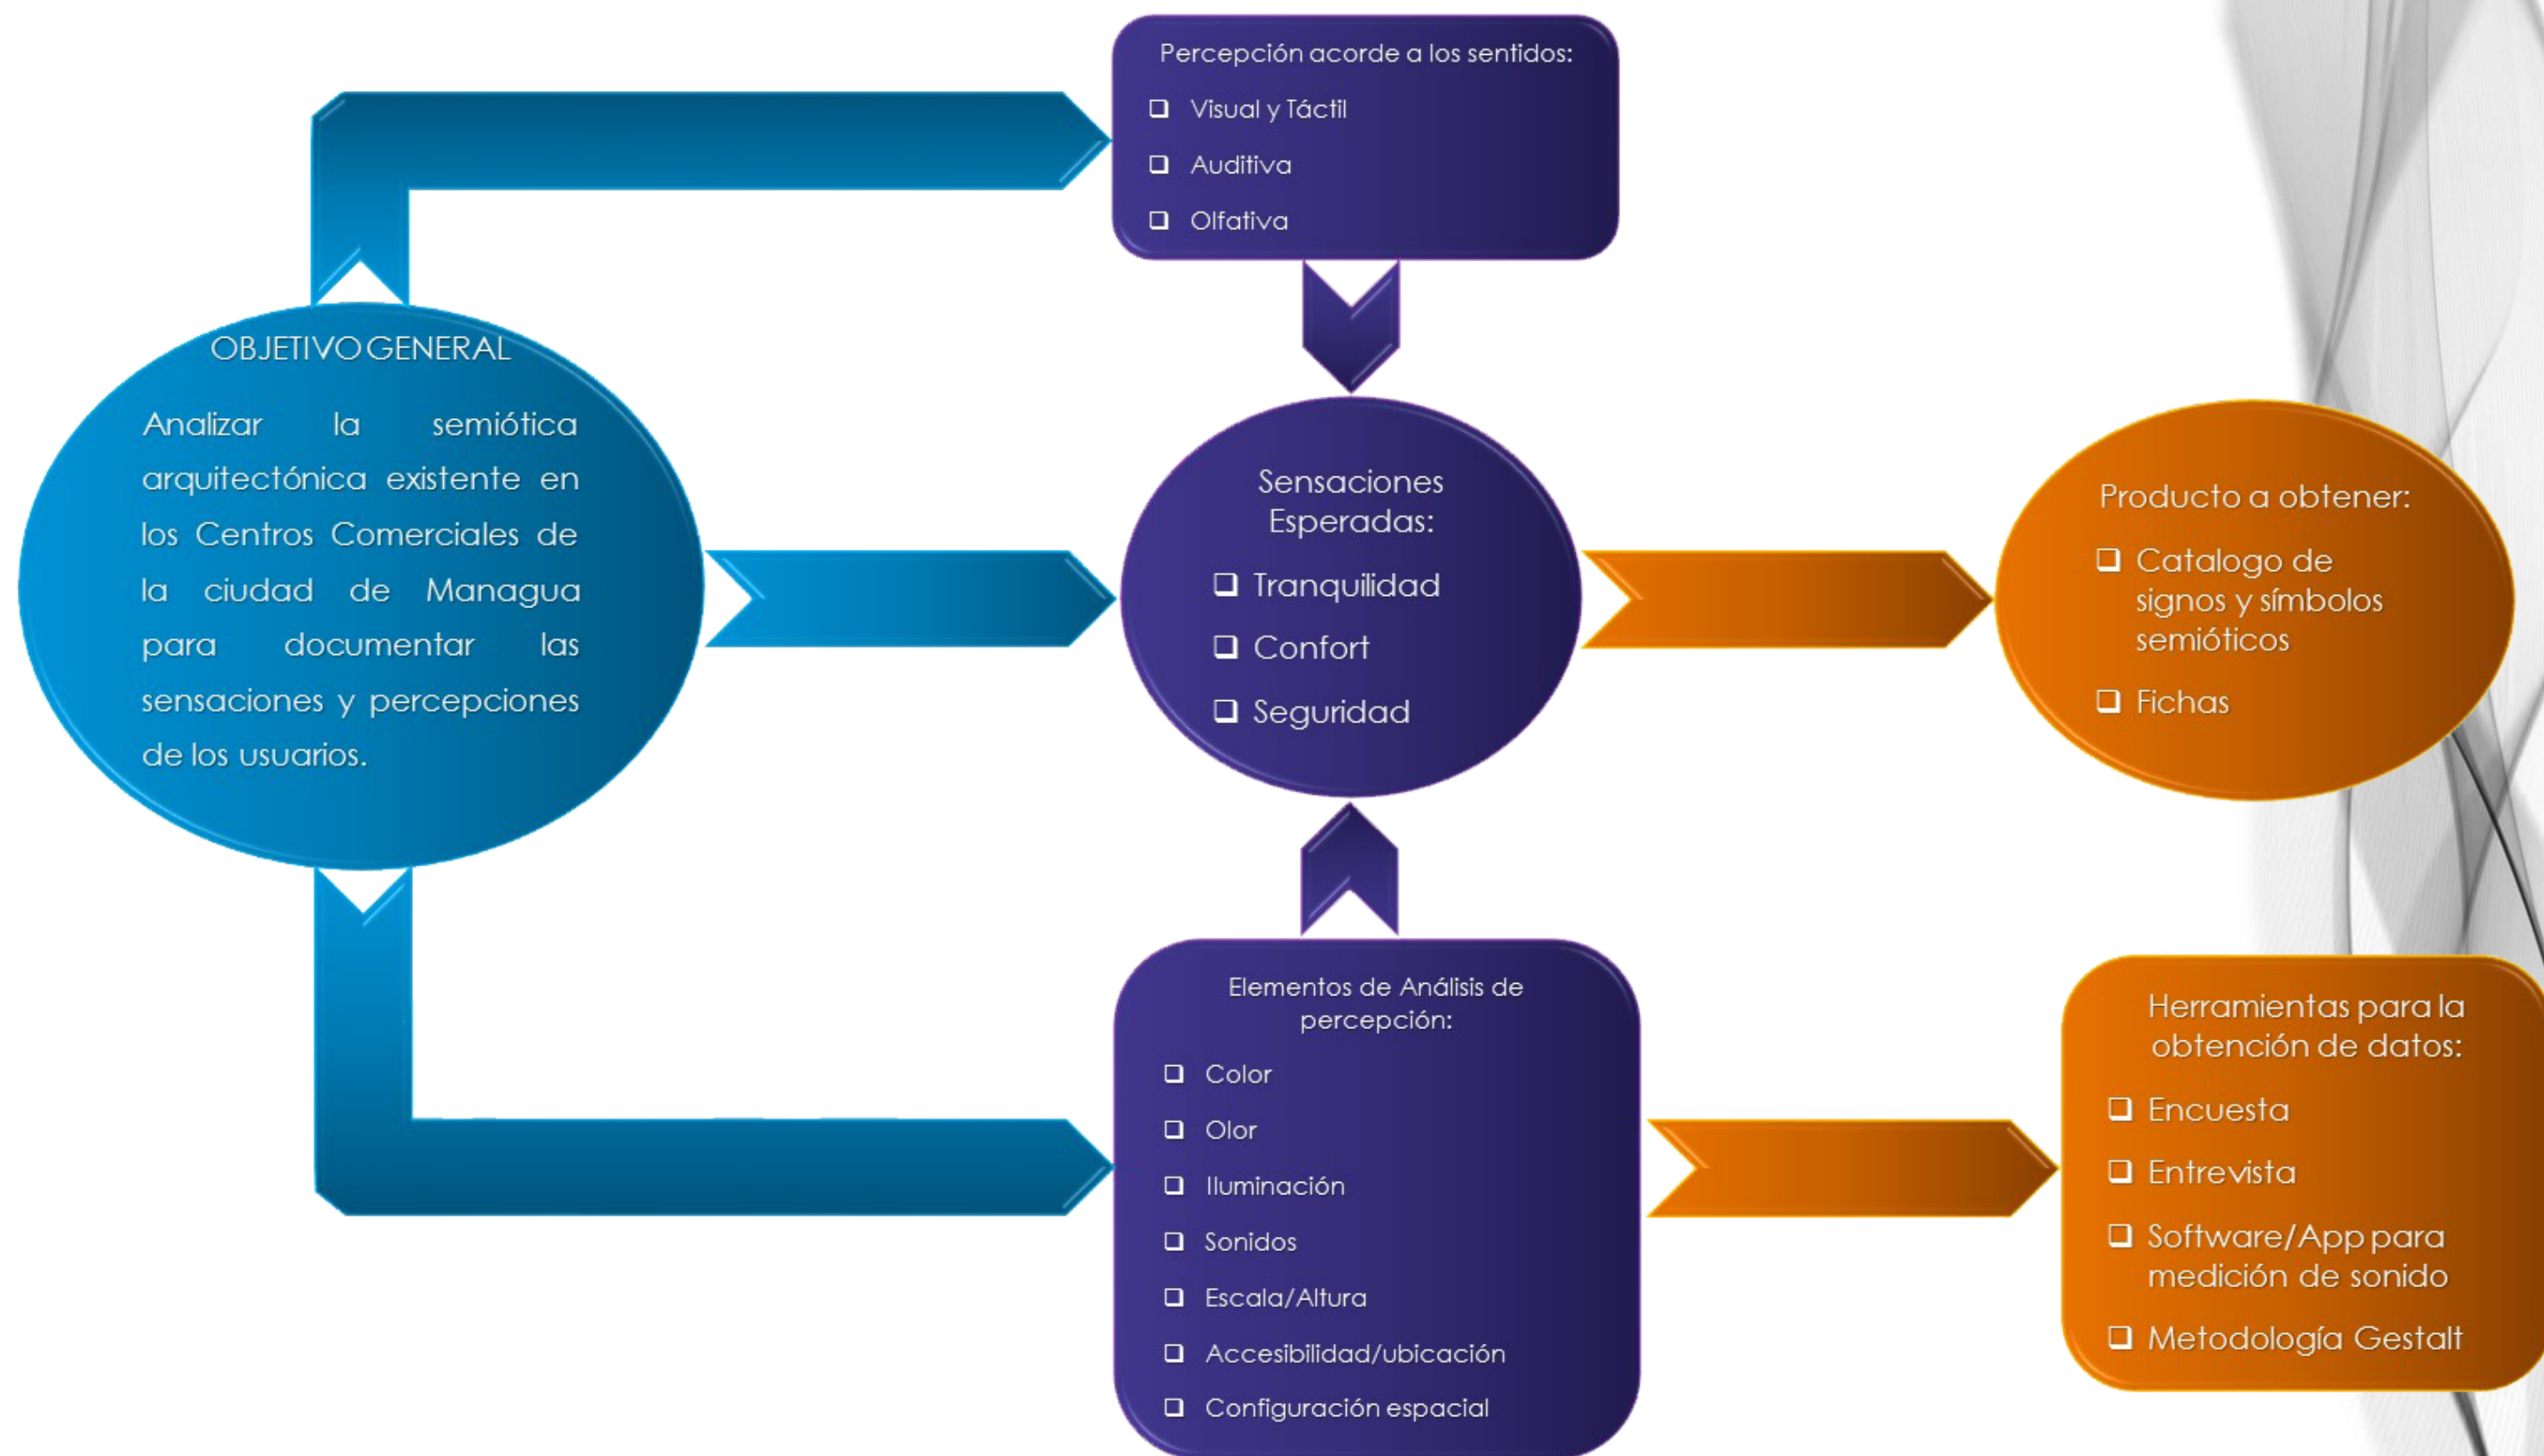 Percepción acorde a los sentidos:
❑ Visual y Táctil
❑ Auditiva
❑ Olfativa
OBJETIVO GENERAL
Analizar la semiótica
arquitectónica existente en
los Centros Comerciales de
la ciudad de Managua
para documentar las
sensaciones y percepciones
de los usuarios.
Sensaciones
Esperadas:
❑ Tranquilidad
❑ Confort
❑ Seguridad
Producto a obtener:
❑ Catalogo de
signos y símbolos
semióticos
❑ Fichas
Elementos de Análisis de
percepción:
❑ Color
❑ Olor
❑ Iluminación
❑ Sonidos
❑ Escala/Altura
❑ Accesibilidad/ubicación
❑ Configuración espacial
Herramientas para la
obtención de datos:
❑ Encuesta
❑ Entrevista
❑ Software/App para
medición de sonido
❑ Metodología Gestalt